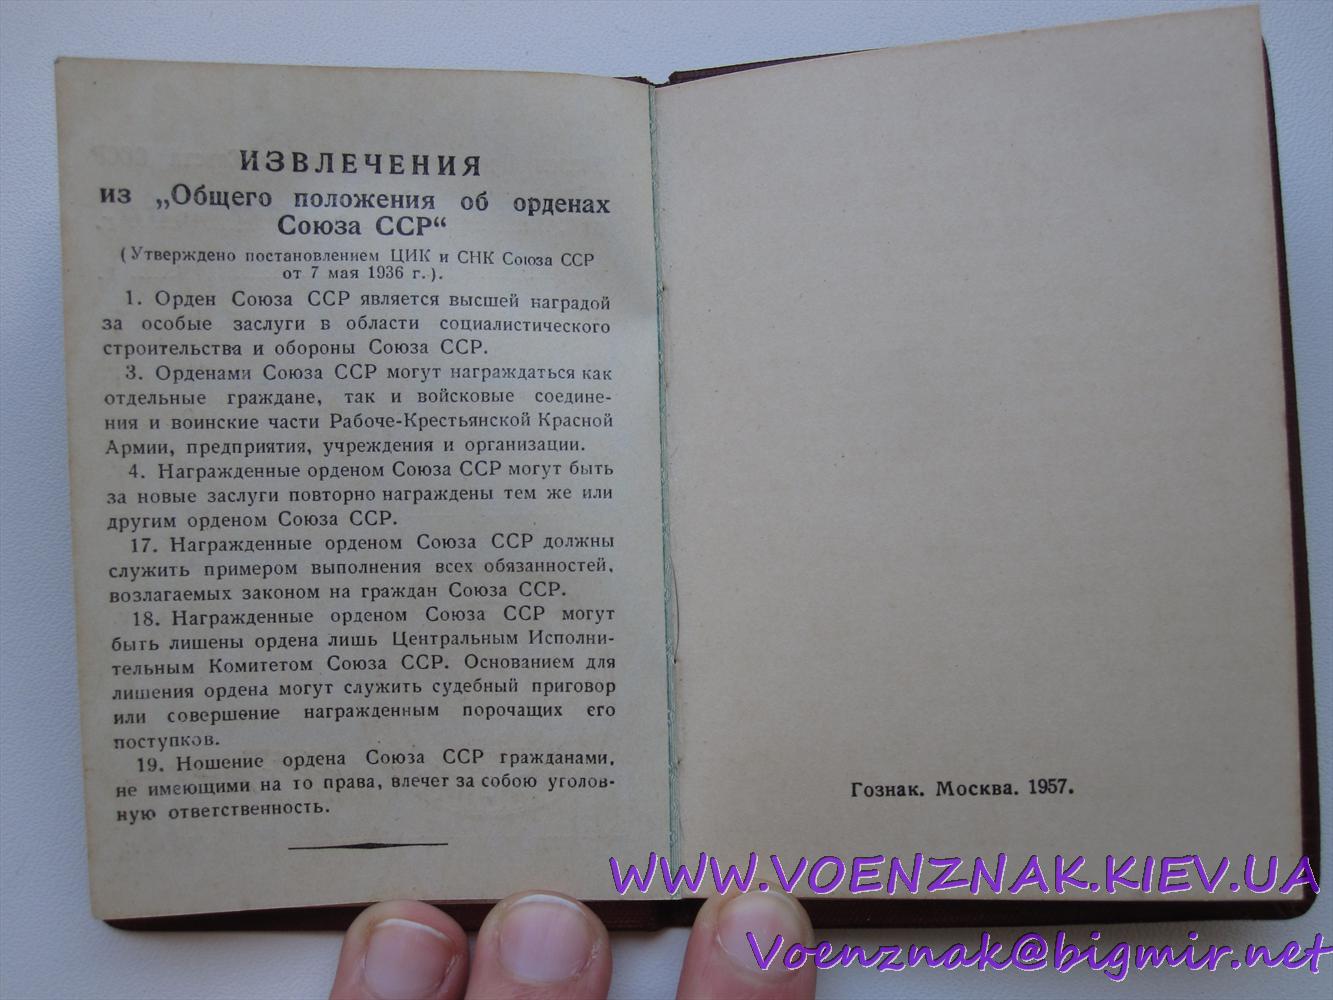 ИЗВЛЕЧЕНИЯ
из „Общего положения об орденах
Союза ССР“
(Утверждено постановлением ЦИК и СНК Союза ССР
от 7 мая 1936 г.).
1. Орден Союза ССР является высшей наградой
за особые заслуги в области социалистического
строительства и обороны Союза ССР.
3. Орденами Союза ССР могут награждаться как
отдельные граждане, так и войсковые соедине-
ния и воинские части Рабоче-Крестьянской Красной
Армии, предприятия, учреждения и организации.
4. Награжденные орденом Союза ССР могут быть
за новые заслуги повторно награждены тем же или
другим орденом Союза ССР.
17. Награжденные орденом Союза ССР должны
служить примером выполнения всех обязанностей,
возлагаемых законом на граждан Союза ССР.
18. Награжденные орденом Союза ССР могут
быть лишены ордена лишь Центральным Исполни-
тельным Комитетом Союза ССР. Основанием для
лишения ордена могут служить судебный приговор
или совершение награжденным порочащих его
поступков.
19. Ношение ордена Союза ССР гражданами,
не имеющими на то права, влечет за собою уголов-
ную ответственность.
Гознак. Москва. 1957.
WWW.VOENZNAK.KIEV.UA
Voenznak@bigmir.net